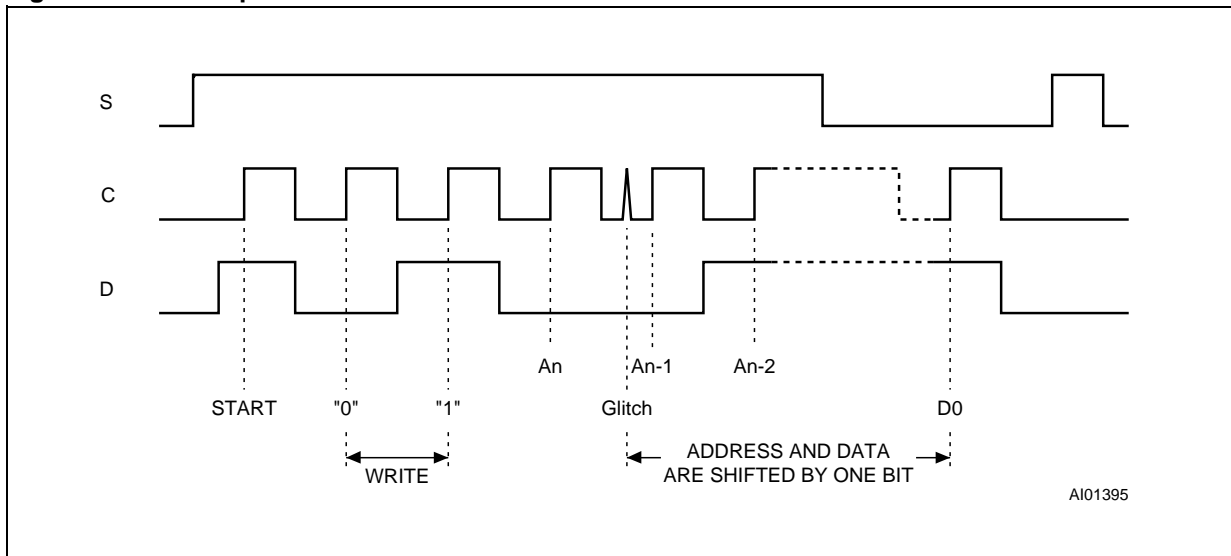 S
C
D
An An-1 An-2
START "0" "1" Glitch D0
WRITE
ADDRESS AND DATA
ARE SHIFTED BY ONE BIT
AI01395